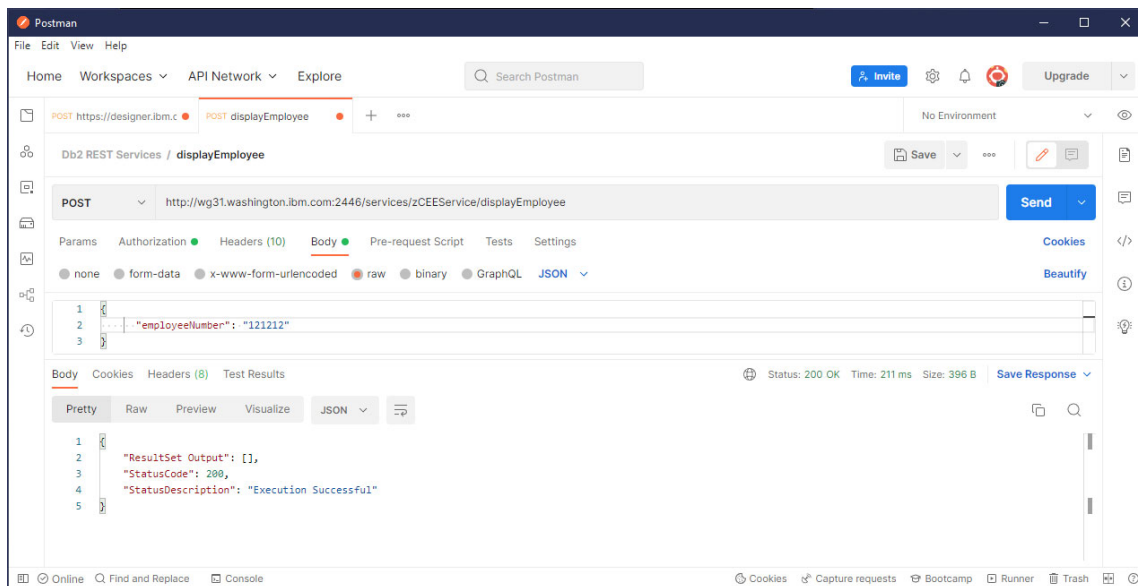 Postman
File Edit View Help
Home Workspaces API Network Explore Search Postman Invite Upgrade
POST https://designer.ibm.c POST displayEmployee No Environment
Db2 REST Services / displayEmployee Save
POST http://wg31.washington.ibm.com:2446/services/zCEEService/displayEmployee Send
Params Authorization Headers (10) Body Pre-request Script Tests Settings Cookies
none form-data x-www-form-urlencoded raw binary GraphQL JSON Beautify
1 {
2 "employeeNumber": "121212"
3 }
Body Cookies Headers (8) Test Results Status: 200 OK Time: 211 ms Size: 396 B Save Response
Pretty Raw Preview Visualize JSON
1 {
2 "ResultSet Output": [],
3 "StatusCode": 200,
4 "StatusDescription": "Execution Successful"
5 }
Online Find and Replace Console Cookies Capture requests Bootcamp Runner Trash